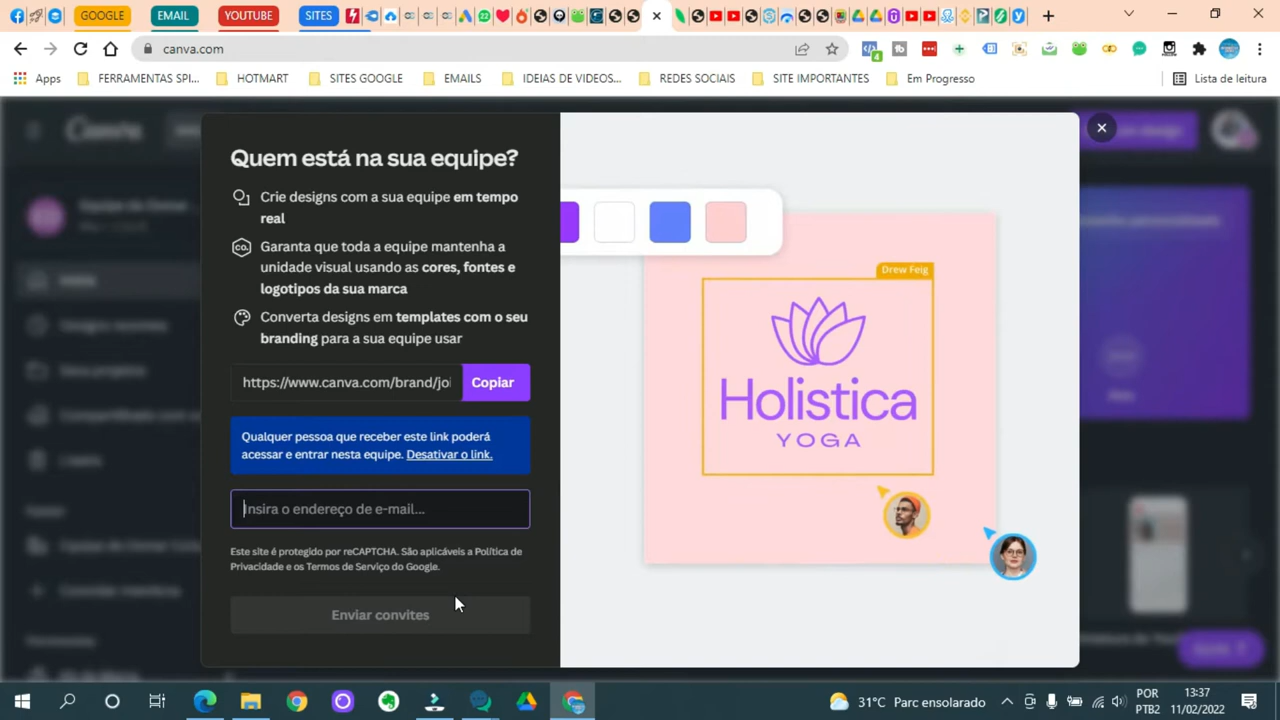 GOOGLE
EMAIL
YOUTUBE
SITES
canva.com
4
Apps
FERRAMENTAS SPI...
HOTMART
SITES GOOGLE
EMAILS
IDEIAS DE VIDEOS...
REDES SOCIAIS
SITE IMPORTANTES
Em Progresso
Lista de leitura
Canva
Quem está na sua equipe?
Crie designs com a sua equipe em tempo
real
CO.
Garanta que toda a equipe mantenha a
unidade visual usando as cores, fontes e
logotipos da sua marca
Converta designs em templates com o seu
branding para a sua equipe usar
https://www.canva.com/brand/joi
Copiar
Qualquer pessoa que receber este link poderá
acessar e entrar nesta equipe. Desativar o link.
Insira o endereço de e-mail...
Este site é protegido por reCAPTCHA. São aplicáveis a Política de
Privacidade e os Termos de Serviço do Google.
Enviar convites
Drew Feig
Holistica
YOGA
31°C Parc ensolarado
POR
PTB2
13:37
11/02/2022